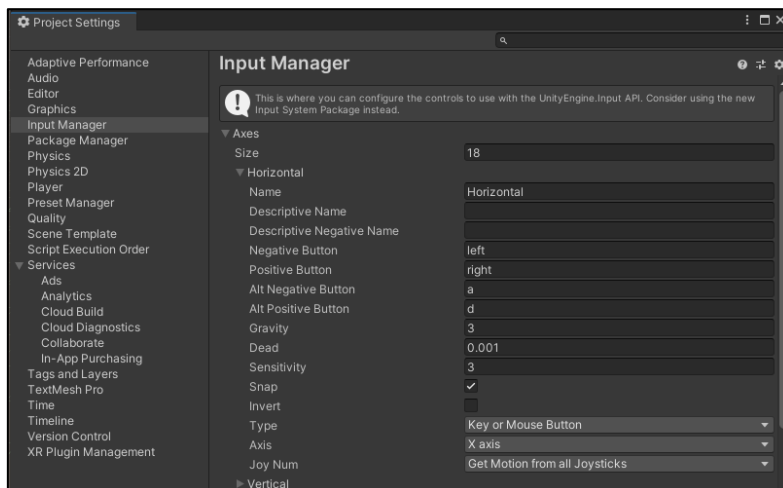 Project Settings
Adaptive Performance
Audio
Editor
Graphics
Input Manager
Package Manager
Physics
Physics 2D
Player
Preset Manager
Quality
Scene Template
Script Execution Order
Services
Ads
Analytics
Cloud Build
Cloud Diagnostics
Collaborate
In-App Purchasing
Tags and Layers
TextMesh Pro
Time
Timeline
Version Control
XR Plugin Management
Input Manager
This is where you can configure the controls to use with the UnityEngine.Input API. Consider using the new
Input System Package instead.
Axes
Size 18
Horizontal
Name Horizontal
Descriptive Name
Descriptive Negative Name
Negative Button left
Positive Button right
Alt Negative Button a
Alt Positive Button d
Gravity 3
Dead 0.001
Sensitivity 3
Snap
Invert
Type Key or Mouse Button
Axis X axis
Joy Num Get Motion from all Joysticks
Vertical